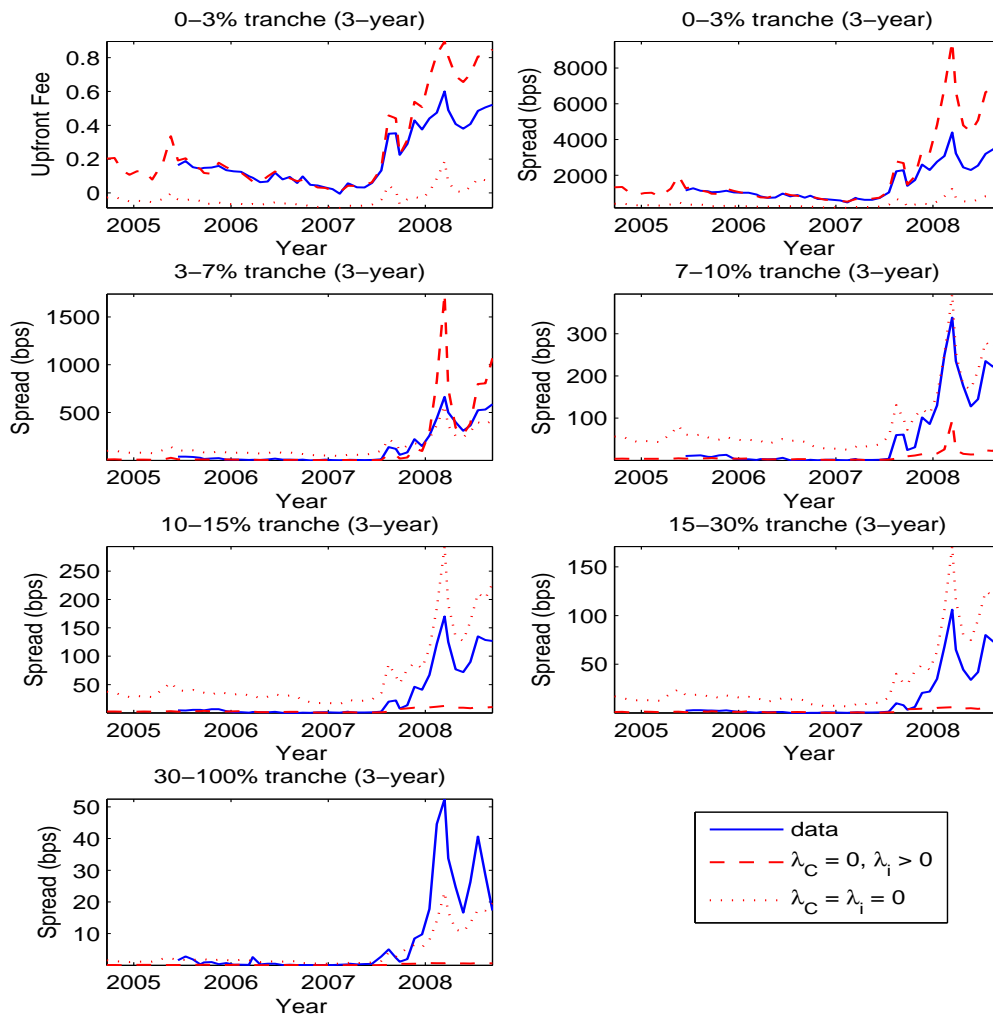 0−3% tranche (3−year)
Upfront Fee
0.8
0.6
0.4
0.2
0
2005 2006 2007 2008
Year
0−3% tranche (3−year)
Spread (bps)
8000
6000
4000
2000
2005 2006 2007 2008
Year
3−7% tranche (3−year)
Spread (bps)
1500
1000
500
2005 2006 2007 2008
Year
7−10% tranche (3−year)
Spread (bps)
300
200
100
2005 2006 2007 2008
Year
10−15% tranche (3−year)
Spread (bps)
250
200
150
100
50
2005 2006 2007 2008
Year
15−30% tranche (3−year)
Spread (bps)
150
100
50
2005 2006 2007 2008
Year
30−100% tranche (3−year)
Spread (bps)
50
40
30
20
10
2005 2006 2007 2008
Year
data
λ_C = 0, λ_i > 0
λ_C = λ_i = 0